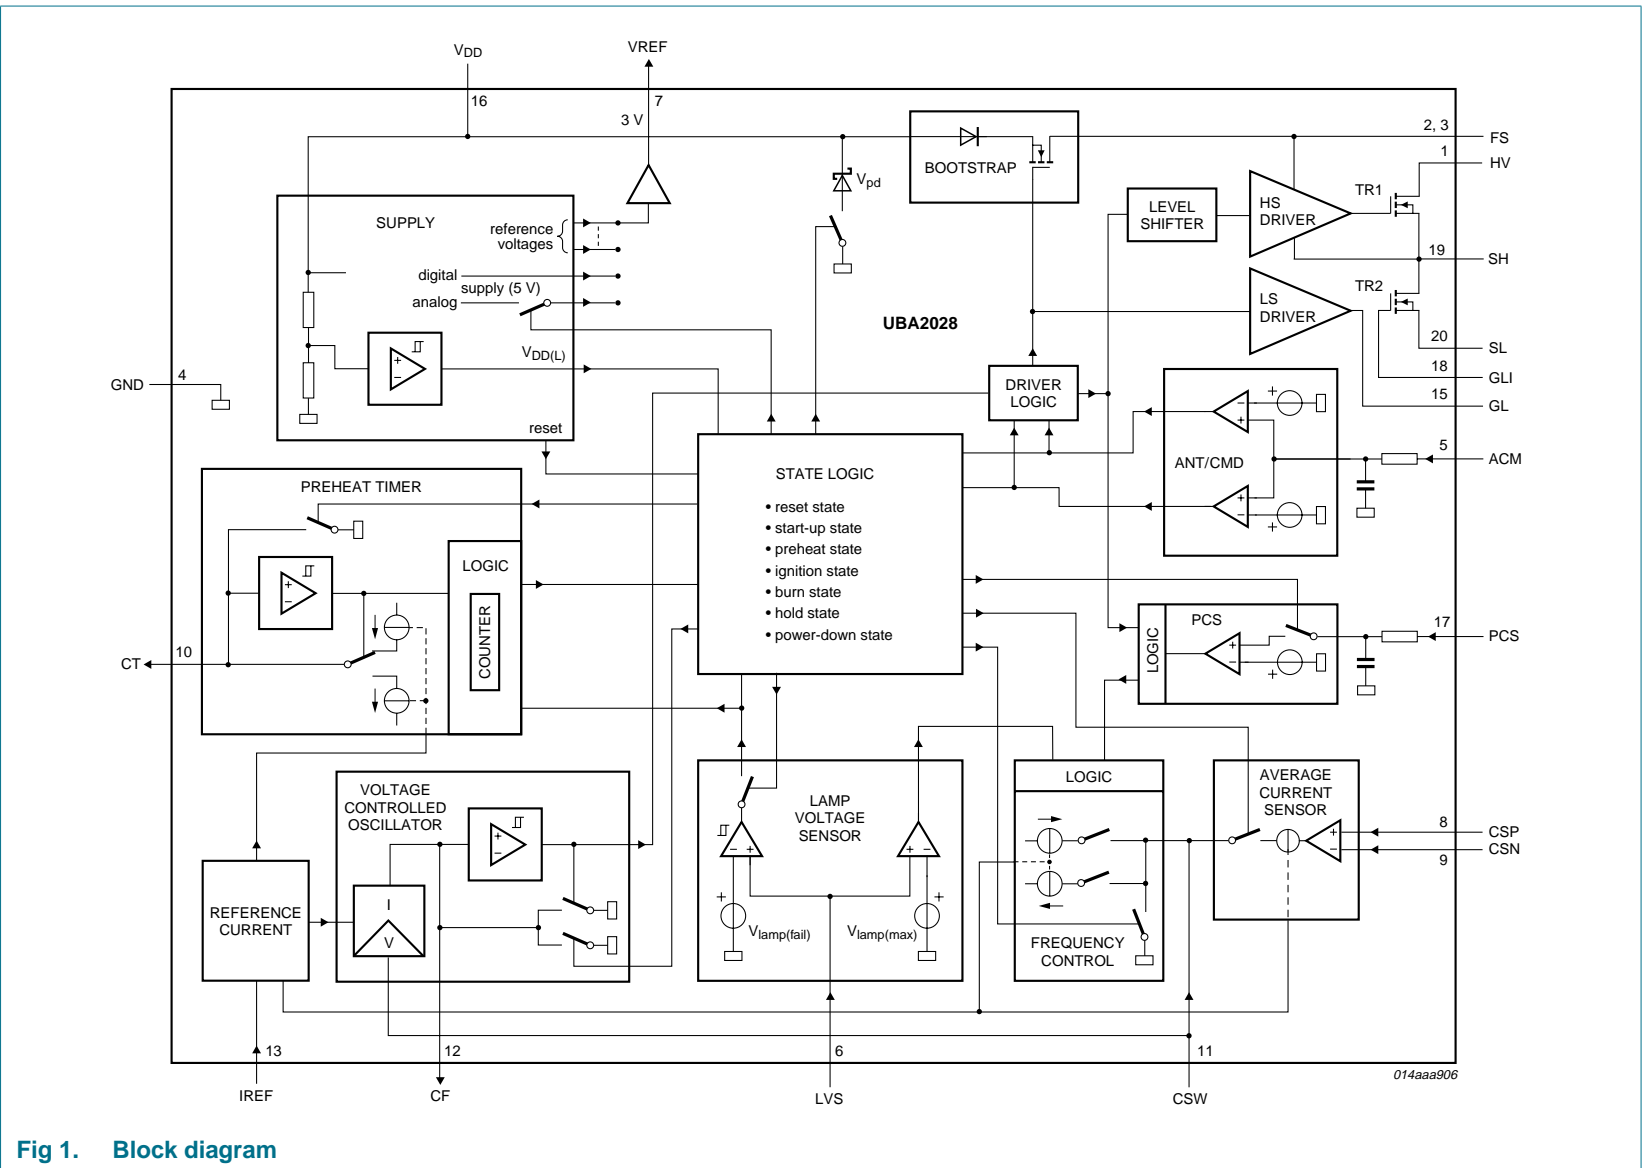 VDD
VREF
16
7
3 V
2, 3
FS
1
HV
BOOTSTRAP
Vpd
SUPPLY
reference
voltages
digital
supply (5 V)
analog
VDD(L)
reset
LEVEL
SHIFTER
HS
DRIVER
TR1
19
SH
LS
DRIVER
TR2
20
SL
18
GLI
15
GL
UBA2028
GND
4
DRIVER
LOGIC
ANT/CMD
5
ACM
PREHEAT TIMER
LOGIC
COUNTER
10
CT
STATE LOGIC
• reset state
• start-up state
• preheat state
• ignition state
• burn state
• hold state
• power-down state
LOGIC
PCS
17
PCS
VOLTAGE
CONTROLLED
OSCILLATOR
I
V
REFERENCE
CURRENT
LAMP
VOLTAGE
SENSOR
Vlamp(fail)
Vlamp(max)
LOGIC
FREQUENCY
CONTROL
AVERAGE
CURRENT
SENSOR
8
CSP
CSN
9
13
12
6
11
IREF
CF
LVS
CSW
014aaa906
Fig 1. Block diagram